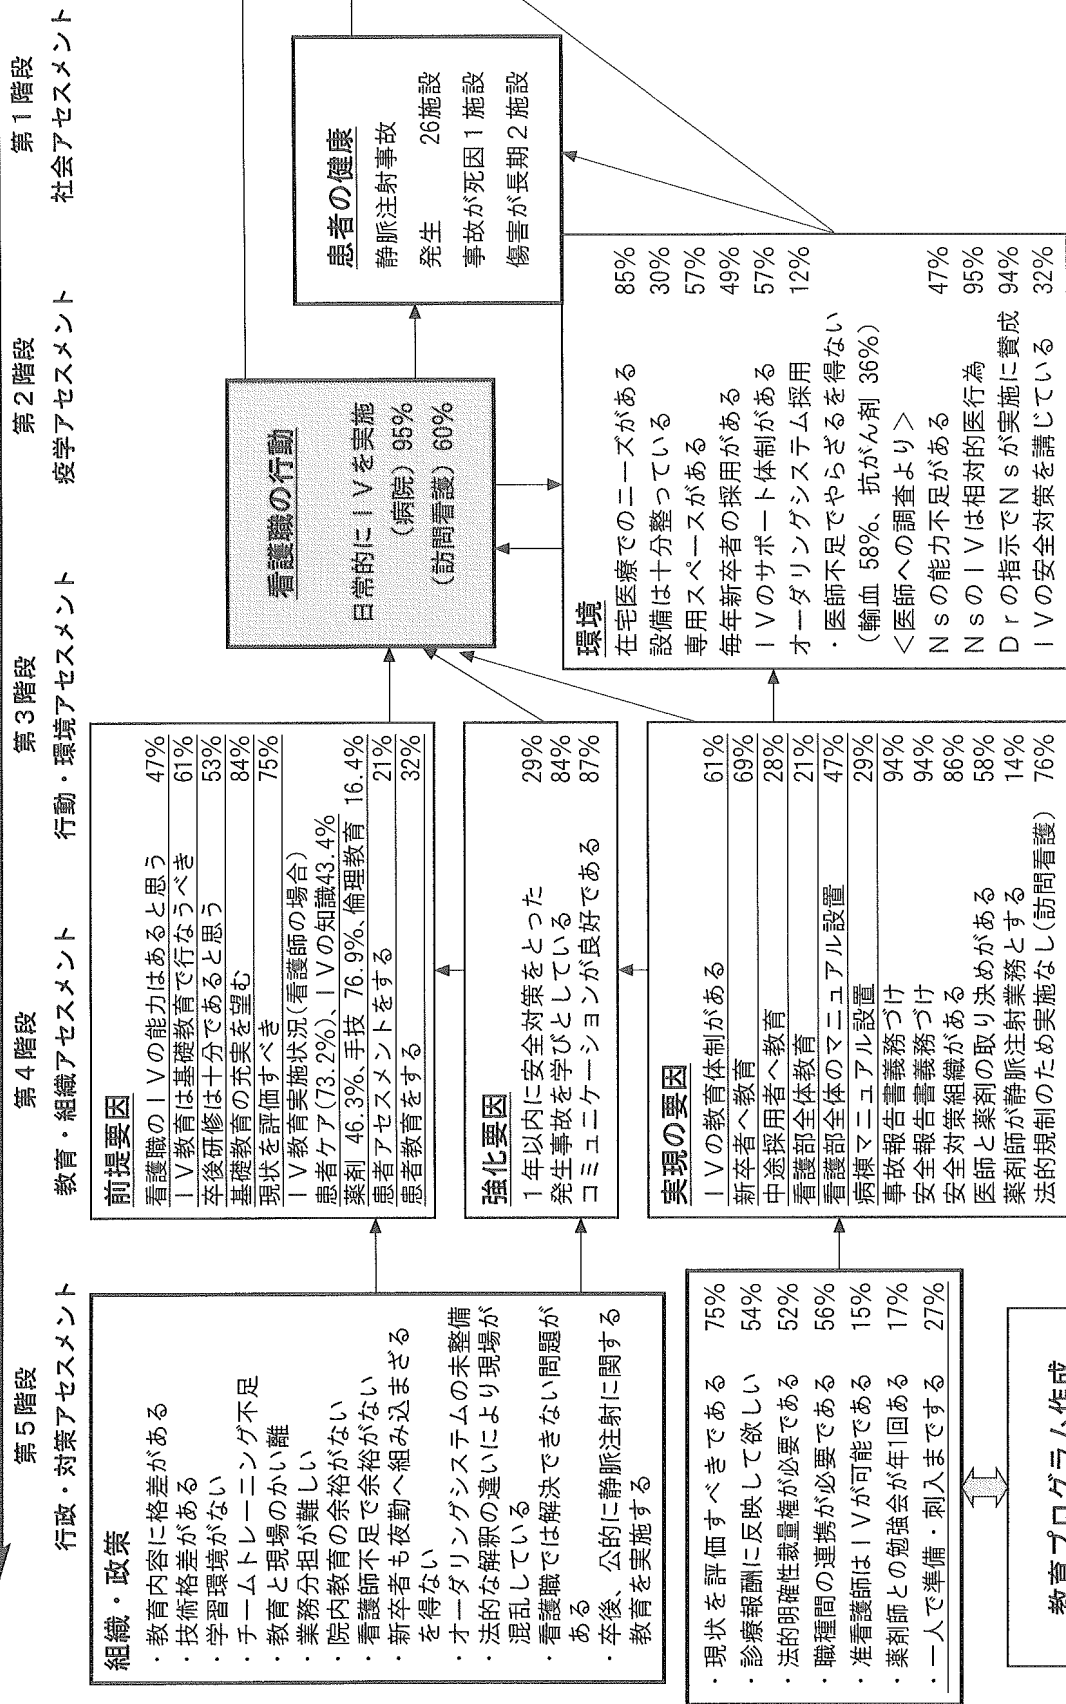 第5階段
行政・対策アセスメント
第4階段
教育・組織アセスメント
第3階段
行動・環境アセスメント
第2階段
疫学アセスメント
第1階段
社会アセスメント
組織・政策
・教育内容に格差がある
・技術格差がある
・学習環境がない
・チームトレーニング不足
・教育と現場のかい離
・業務分担が難しい
・院内教育の余裕がない
・看護師不足で余裕がない
・新卒者も夜勤へ組み込まざる
を得ない
・オーダリングシステムの未整備
・法的な解釈の違いにより現場が
混乱している
・看護職では解決できない問題が
ある
・卒後、公的に静脈注射に関する
教育を実施する
・現状を評価すべきである 75%
・診療報酬に反映して欲しい 54%
・法的明確性裁量権が必要である 52%
・職種間の連携が必要である 56%
・准看護師はIVが可能である 15%
・薬剤師との勉強会が年1回ある 17%
・一人で準備・刺入までする 27%
教育プログラム作成
前提要因
看護職のIVの能力はあると思う 47%
IV教育は基礎教育で行なうべき 61%
卒後研修は十分であると思う 53%
基礎教育の充実を望む 84%
現状を評価すべき 75%
IV教育実施状況(看護師の場合)
患者ケア(73.2%)、IVの知識43.4%
薬剤 46.3%、手技 76.9%、倫理教育 16.4%
患者アセスメントをする 21%
患者教育をする 32%
強化要因
1年以内に安全対策をとった 29%
発生事故を学びとしている 84%
コミュニケーションが良好である 87%
実現の要因
IVの教育体制がある 61%
新卒者へ教育 69%
中途採用者へ教育 28%
看護部全体教育 21%
看護部全体のマニュアル設置 47%
病棟マニュアル設置 29%
事故報告書義務づけ 94%
安全報告書義務づけ 94%
安全対策組織がある 86%
医師と薬剤の取り決めがある 58%
薬剤師が静脈注射業務とする 14%
法的規制のため実施なし(訪問看護) 76%
看護職の行動
日常的にIVを実施
(病院) 95%
(訪問看護) 60%
環境
在宅医療でのニーズがある 85%
設備は十分整っている 30%
専用スペースがある 57%
毎年新卒者の採用がある 49%
IVのサポート体制がある 57%
オーダリングシステム採用 12%
・医師不足でやらざるを得ない
(輸血 58%、抗がん剤 36%)
<医師への調査より>
Nsの能力不足がある 47%
NsのIVは相対的医行為 95%
Drの指示でNsが実施に賛成 94%
IVの安全対策を講じている 32%
患者の健康
静脈注射事故
発生 26施設
事故が死因1施設
傷害が長期2施設